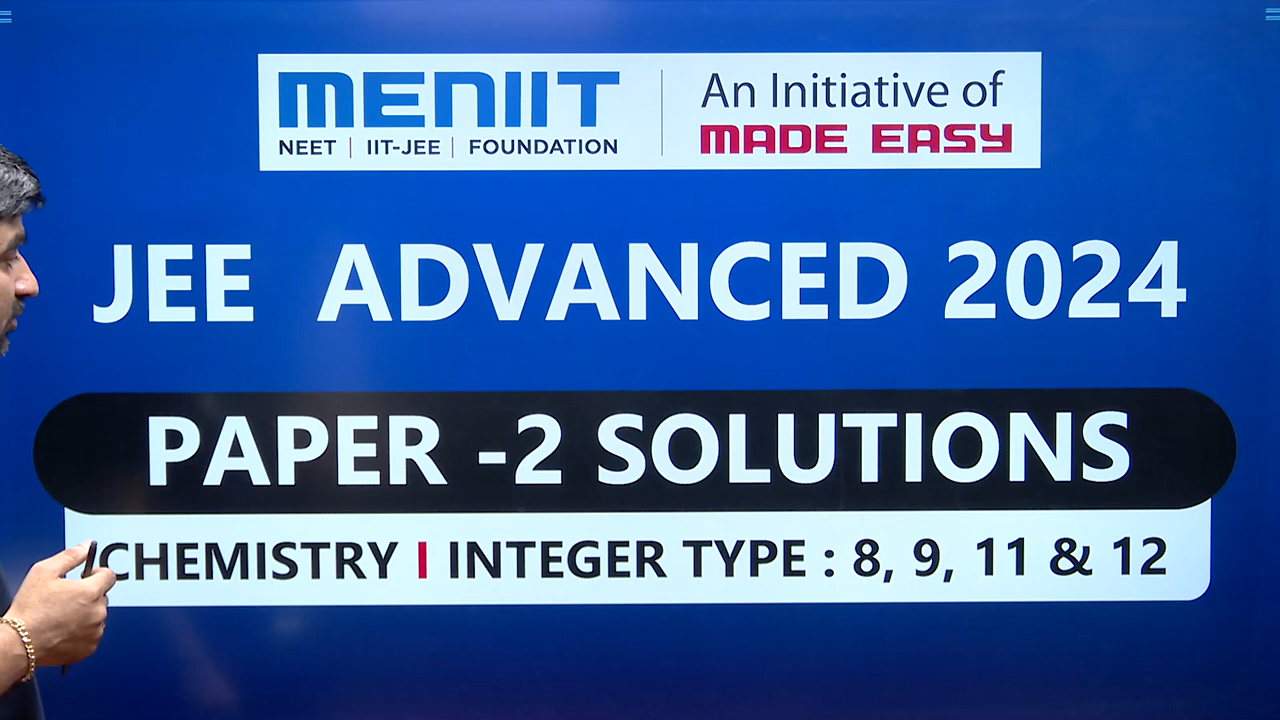 MENIIT
NEET | IIT-JEE | FOUNDATION
An Initiative of
MADE EASY
JEE ADVANCED 2024
PAPER -2 SOLUTIONS
CHEMISTRY | INTEGER TYPE : 8, 9, 11 & 12